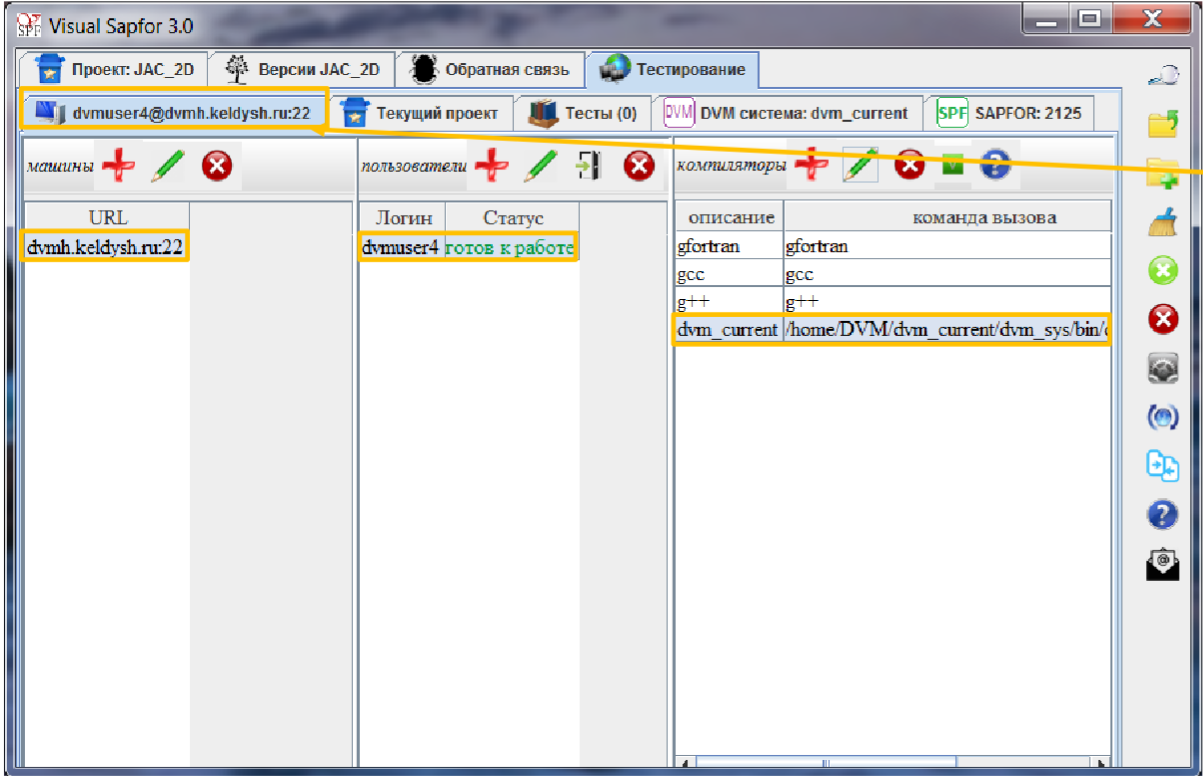 SPF Visual Sapfor 3.0
Проект: JAC_2D Версии JAC_2D Обратная связь Тестирование
dvmuser4@dvmh.keldysh.ru:22 Текущий проект Тесты (0) DVM DVM система: dvm_current SPF SAPFOR: 2125
машины пользователи компиляторы
URL Логин Статус описание команда вызова
dvmh.keldysh.ru:22 dvmuser4 готов к работе gfortran gfortran
gcc gcc
g++ g++
dvm_current /home/DVM/dvm_current/dvm_sys/bin/